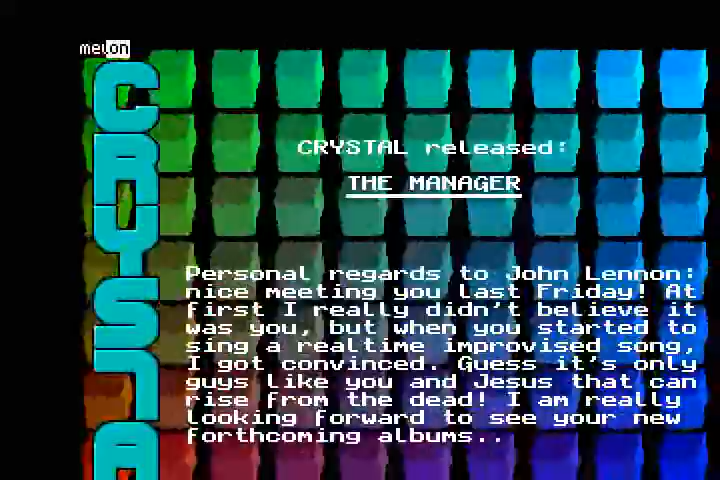 melon
CRYSTA
CRYSTAL released:
THE MANAGER
Personal regards to John Lennon:
nice meeting you last Friday! At
first I really didn't believe it
was you, but when you started to
sing a realtime improvised song,
I got convinced. Guess it's only
guys like you and Jesus that can
rise from the dead! I am really
looking forward to see your new
forthcoming albums..